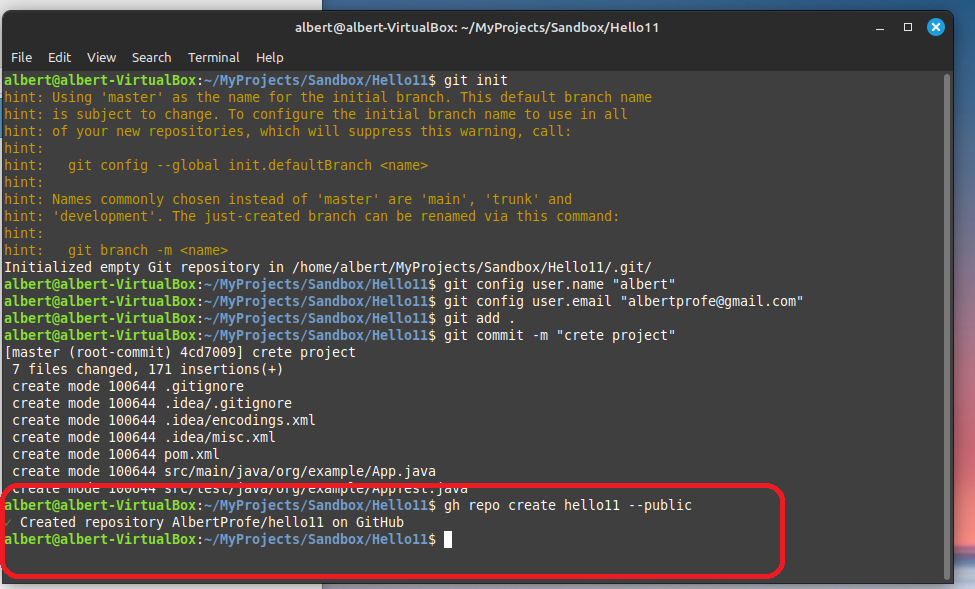 albert@albert-VirtualBox: ~/MyProjects/Sandbox/Hello11
File Edit View Search Terminal Help
albert@albert-VirtualBox:~/MyProjects/Sandbox/Hello11$ git init
hint: Using 'master' as the name for the initial branch. This default branch name
hint: is subject to change. To configure the initial branch name to use in all
hint: of your new repositories, which will suppress this warning, call:
hint:
hint:   git config --global init.defaultBranch <name>
hint:
hint: Names commonly chosen instead of 'master' are 'main', 'trunk' and
hint: 'development'. The just-created branch can be renamed via this command:
hint:
hint:   git branch -m <name>
Initialized empty Git repository in /home/albert/MyProjects/Sandbox/Hello11/.git/
albert@albert-VirtualBox:~/MyProjects/Sandbox/Hello11$ git config user.name "albert"
albert@albert-VirtualBox:~/MyProjects/Sandbox/Hello11$ git config user.email "albertprofe@gmail.com"
albert@albert-VirtualBox:~/MyProjects/Sandbox/Hello11$ git add .
albert@albert-VirtualBox:~/MyProjects/Sandbox/Hello11$ git commit -m "crete project"
[master (root-commit) 4cd7009] crete project
 7 files changed, 171 insertions(+)
 create mode 100644 .gitignore
 create mode 100644 .idea/.gitignore
 create mode 100644 .idea/encodings.xml
 create mode 100644 .idea/misc.xml
 create mode 100644 pom.xml
 create mode 100644 src/main/java/org/example/App.java
 create mode 100644 src/test/java/org/example/AppTest.java
albert@albert-VirtualBox:~/MyProjects/Sandbox/Hello11$ gh repo create hello11 --public
✓ Created repository AlbertProfe/hello11 on GitHub
albert@albert-VirtualBox:~/MyProjects/Sandbox/Hello11$